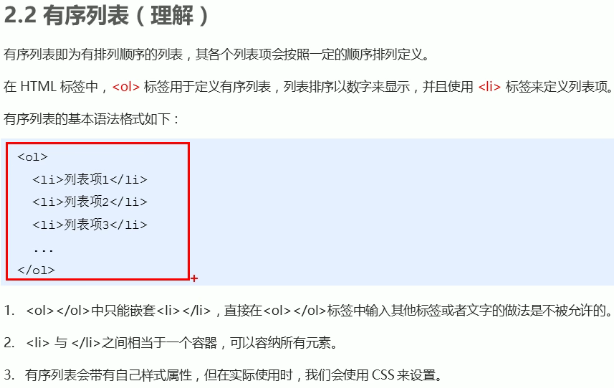 2.2 有序列表（理解）
有序列表即为有排列顺序的列表，其各个列表项会按照一定的顺序排列定义。
在 HTML 标签中，<ol> 标签用于定义有序列表，列表排序以数字来显示，并且使用 <li> 标签来定义列表项。
有序列表的基本语法格式如下：
<ol>
  <li>列表项1</li>
  <li>列表项2</li>
  <li>列表项3</li>
  ...
</ol>
1. <ol></ol>中只能嵌套<li></li>，直接在<ol></ol>标签中输入其他标签或者文字的做法是不被允许的。
2. <li> 与 </li>之间相当于一个容器，可以容纳所有元素。
3. 有序列表会带有自己样式属性，但在实际使用时，我们会使用 CSS 来设置。